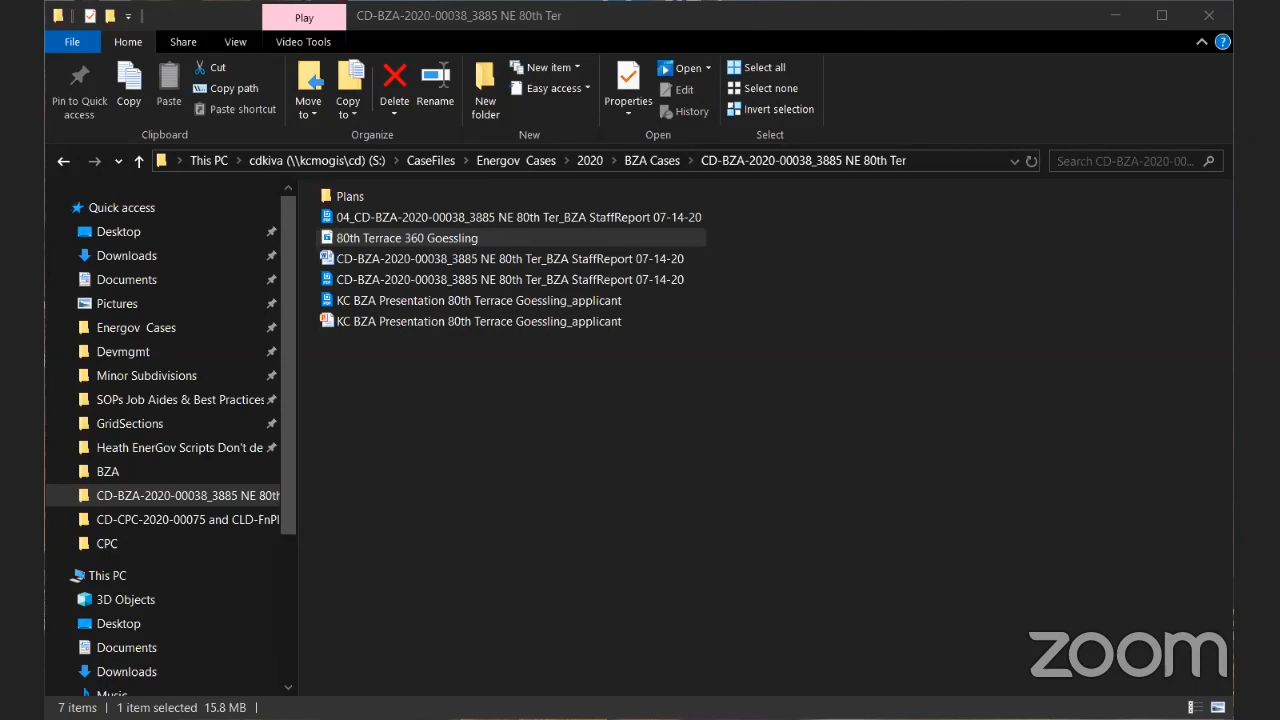 Play
CD-BZA-2020-00038_3885 NE 80th Ter
File
Home
Share
View
Video Tools
?
Pin to Quick access
Copy
Paste
Cut
Copy path
Paste shortcut
Clipboard
Move to
Copy to
Delete
Rename
Organize
New folder
New item
Easy access
New
Properties
Open
Edit
History
Open
Select all
Select none
Invert selection
Select
This PC > cdkiva (\\kcmogis\cd) (S:) > CaseFiles > Energov_Cases > 2020 > BZA Cases > CD-BZA-2020-00038_3885 NE 80th Ter
Search CD-BZA-2020-00...
Quick access
Desktop
Downloads
Documents
Pictures
Energov_Cases
Devmgmt
Minor Subdivisions
SOPs Job Aides & Best Practices
GridSections
Heath EnerGov Scripts Don't de
BZA
CD-BZA-2020-00038_3885 NE 80th
CD-CPC-2020-00075 and CLD-FnPl
CPC
This PC
3D Objects
Desktop
Documents
Downloads
Music
Plans
04_CD-BZA-2020-00038_3885 NE 80th Ter_BZA StaffReport 07-14-20
80th Terrace 360 Goessling
CD-BZA-2020-00038_3885 NE 80th Ter_BZA StaffReport 07-14-20
CD-BZA-2020-00038_3885 NE 80th Ter_BZA StaffReport 07-14-20
KC BZA Presentation 80th Terrace Goessling_applicant
KC BZA Presentation 80th Terrace Goessling_applicant
7 items
1 item selected 15.8 MB
zoom